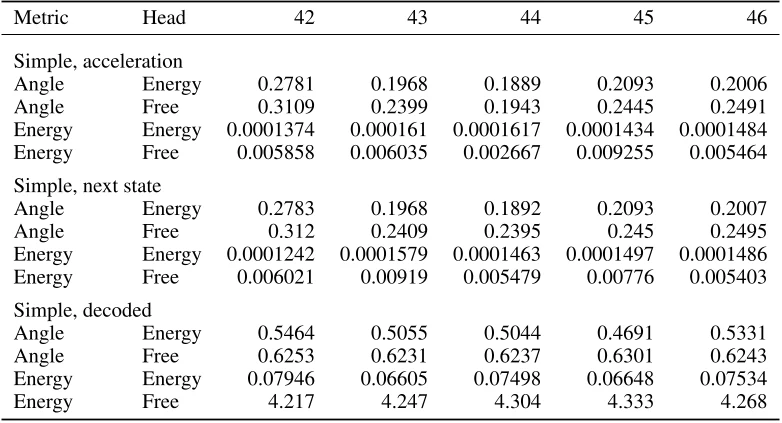 Metric Head 42 43 44 45 46
Simple, acceleration
Angle Energy 0.2781 0.1968 0.1889 0.2093 0.2006
Angle Free 0.3109 0.2399 0.1943 0.2445 0.2491
Energy Energy 0.0001374 0.000161 0.0001617 0.0001434 0.0001484
Energy Free 0.005858 0.006035 0.002667 0.009255 0.005464
Simple, next state
Angle Energy 0.2783 0.1968 0.1892 0.2093 0.2007
Angle Free 0.312 0.2409 0.2395 0.245 0.2495
Energy Energy 0.0001242 0.0001579 0.0001463 0.0001497 0.0001486
Energy Free 0.006021 0.00919 0.005479 0.00776 0.005403
Simple, decoded
Angle Energy 0.5464 0.5055 0.5044 0.4691 0.5331
Angle Free 0.6253 0.6231 0.6237 0.6301 0.6243
Energy Energy 0.07946 0.06605 0.07498 0.06648 0.07534
Energy Free 4.217 4.247 4.304 4.333 4.268